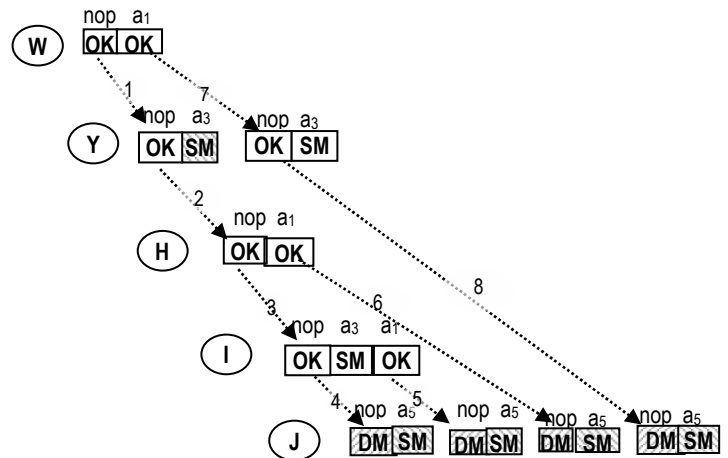 nop a₁
W OK OK
1 7
nop a₃ nop a₃
Y OK SM OK SM
2
nop a₁
H OK OK
8
3 6
nop a₃ a₁
I OK SM OK
4 5
nop a₅ nop a₅ nop a₅ nop a₅
J DM SM DM SM DM SM DM SM